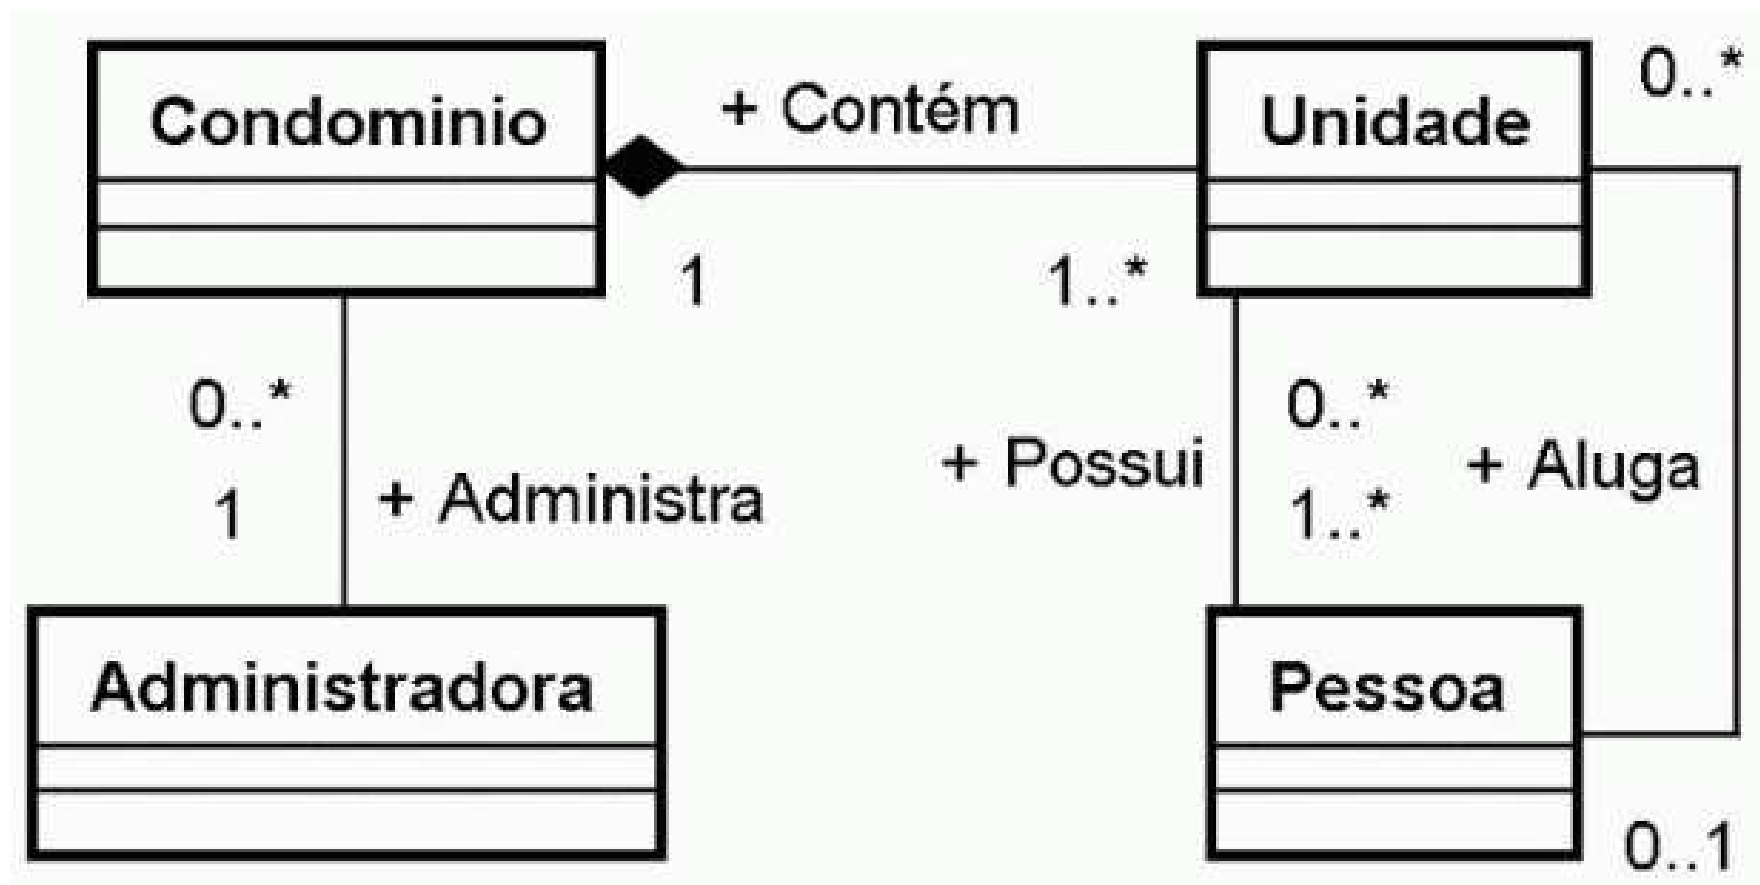 Condominio
+ Contém
Unidade
0..*
1
1..*
0..*
1
+ Administra
+ Possui
0..*
1..*
+ Aluga
Administradora
Pessoa
0..1